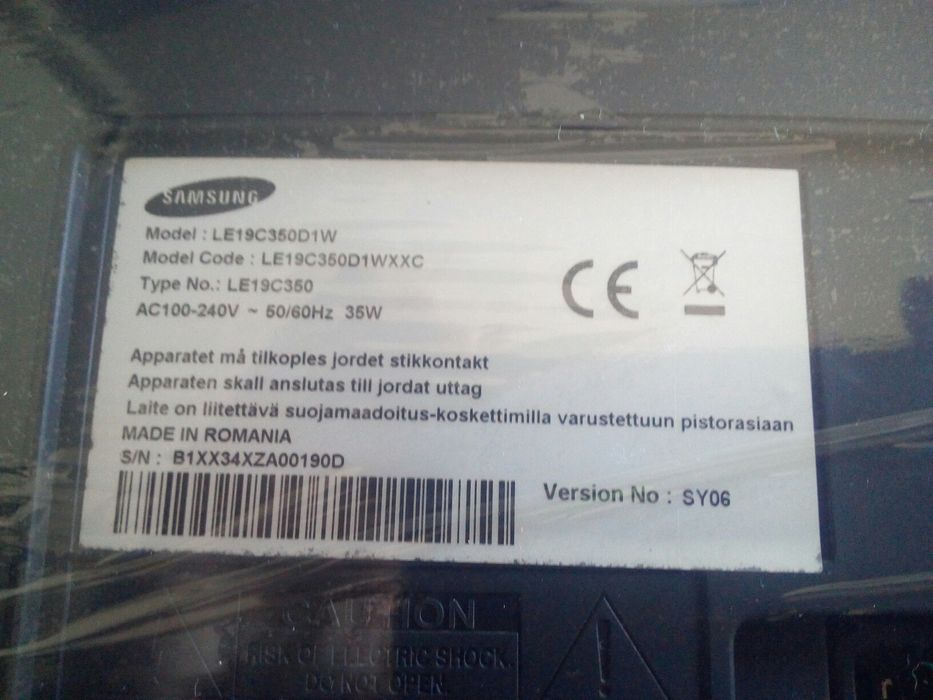 SAMSUNG
Model : LE19C350D1W
Model Code : LE19C350D1WXXC
Type No.: LE19C350
AC100-240V ~ 50/60Hz 35W
CE
Apparatet må tilkoples jordet stikkontakt
Apparaten skall anslutas till jordat uttag
Laite on liitettävä suojamaadoitus-koskettimilla varustettuun pistorasiaan
MADE IN ROMANIA
S/N : B1XX34XZA00190D
Version No : SY06
CAUTION
RISK OF ELECTRIC SHOCK.
DO NOT OPEN.